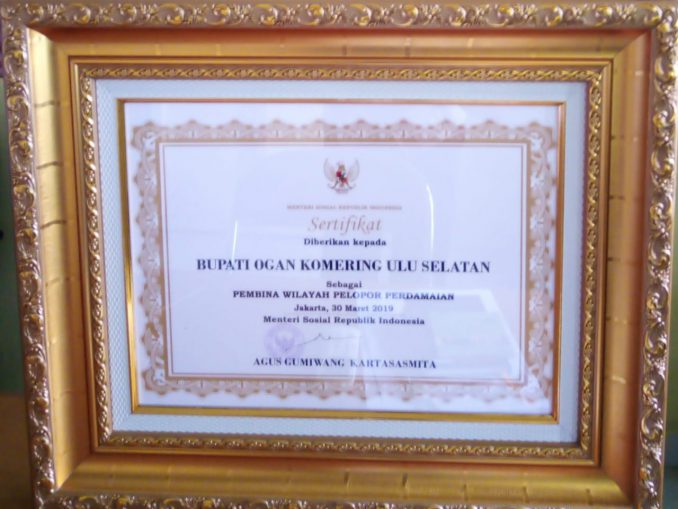 MENTERI SOSIAL REPUBLIK INDONESIA
Sertifikat
Diberikan kepada
BUPATI OGAN KOMERING ULU SELATAN
Sebagai
PEMBINA WILAYAH PELOPOR PERDAMAIAN
Jakarta, 30 Maret 2019
Menteri Sosial Republik Indonesia
AGUS GUMIWANG KARTASASMITA